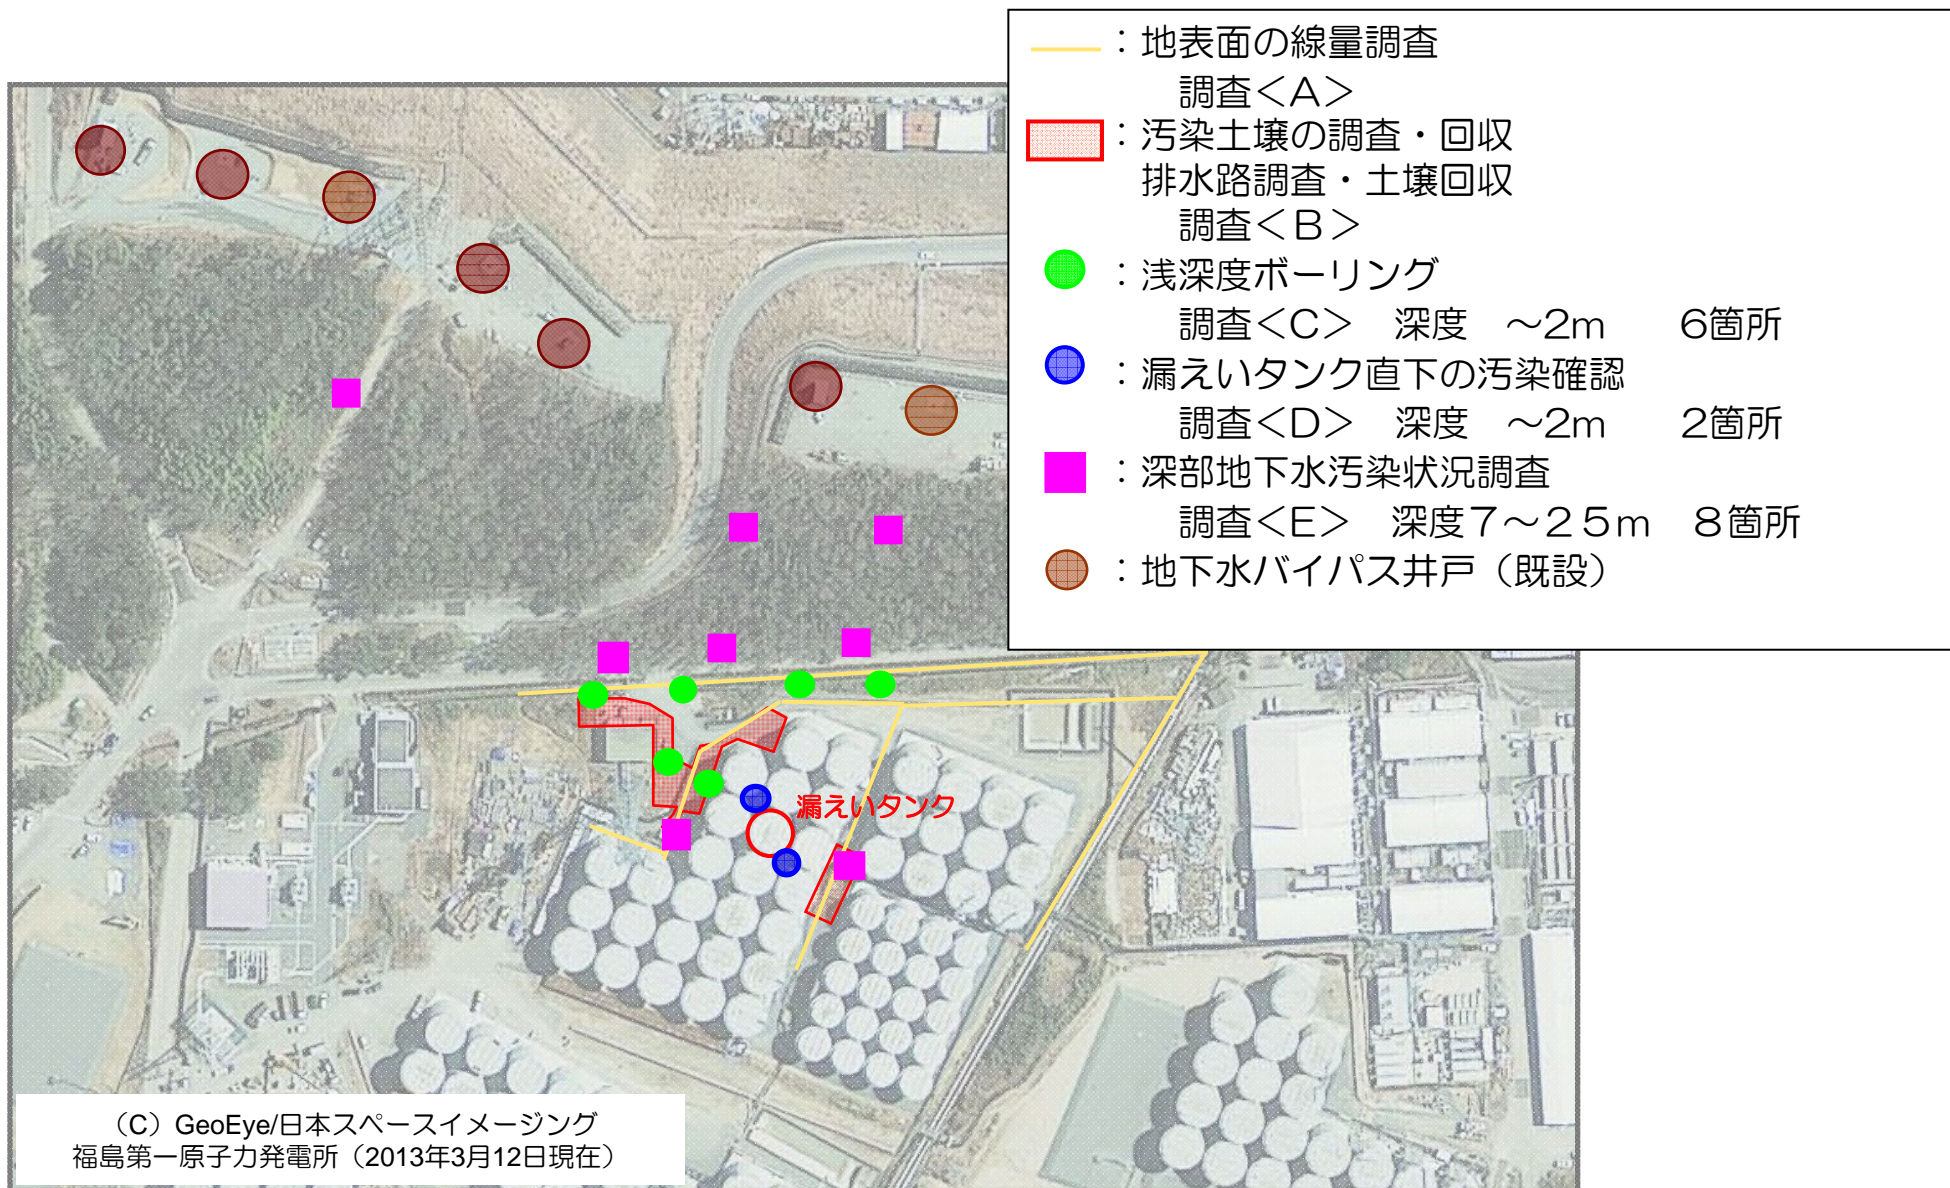 ：地表面の線量調査
調査＜A＞
：汚染土壌の調査・回収
排水路調査・土壌回収
調査＜B＞
：浅深度ボーリング
調査＜C＞　深度　～2m　　6箇所
：漏えいタンク直下の汚染確認
調査＜D＞　深度　～2m　　2箇所
：深部地下水汚染状況調査
調査＜E＞　深度７～２５m　8箇所
：地下水バイパス井戸（既設）
漏えいタンク
（C）GeoEye/日本スペースイメージング
福島第一原子力発電所（2013年3月12日現在）